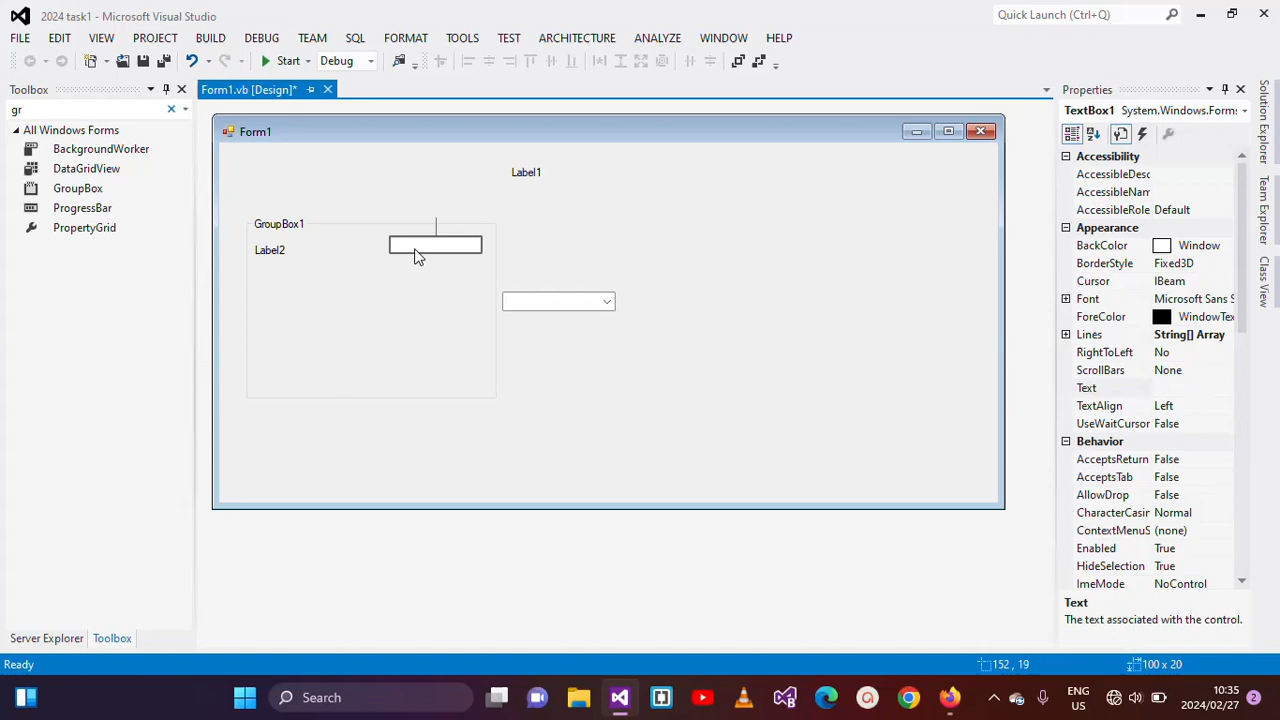 2024 task1 - Microsoft Visual Studio
Quick Launch (Ctrl+Q)
FILE EDIT VIEW PROJECT BUILD DEBUG TEAM SQL FORMAT TOOLS TEST ARCHITECTURE ANALYZE WINDOW HELP
Start Debug
Toolbox
Form1.vb [Design]*
Properties
gr
All Windows Forms
BackgroundWorker
DataGridView
GroupBox
ProgressBar
PropertyGrid
Form1
Label1
GroupBox1
Label2
TextBox1 System.Windows.Forms
Accessibility
AccessibleDesc
AccessibleNam
AccessibleRole Default
Appearance
BackColor Window
BorderStyle Fixed3D
Cursor IBeam
Font Microsoft Sans S
ForeColor WindowTex
Lines String[] Array
RightToLeft No
ScrollBars None
Text
TextAlign Left
UseWaitCursor False
Behavior
AcceptsReturn False
AcceptsTab False
AllowDrop False
CharacterCasin Normal
ContextMenuS (none)
Enabled True
HideSelection True
ImeMode NoControl
Text
The text associated with the control.
Solution Explorer
Team Explorer
Class View
Server Explorer Toolbox
Ready
152 , 19
100 x 20
Search
ENG
US
10:35
2024/02/27
2